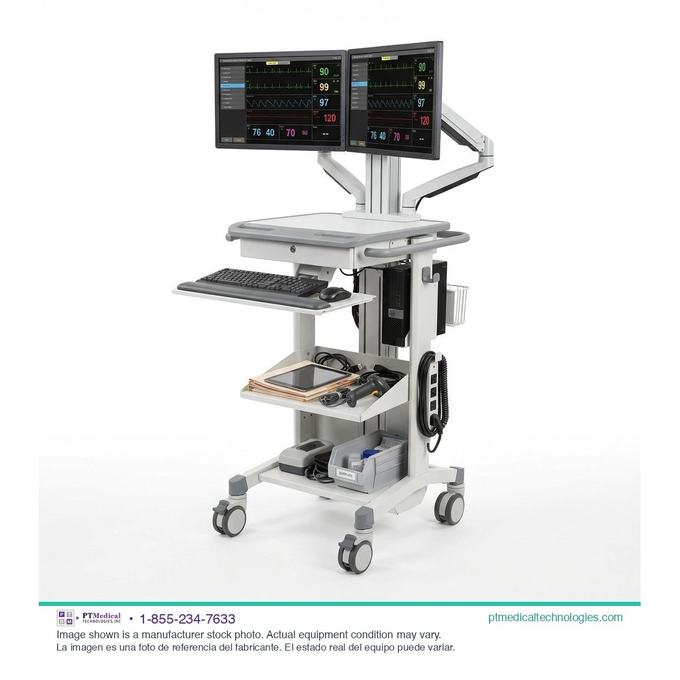 90
99
97
120
76 40
70
90
99
97
120
76 40
70
PTMedical
TECHNOLOGIES, INC
• 1-855-234-7633
ptmedicaltechnologies.com
Image shown is a manufacturer stock photo. Actual equipment condition may vary.
La imagen es una foto de referencia del fabricante. El estado real del equipo puede variar.